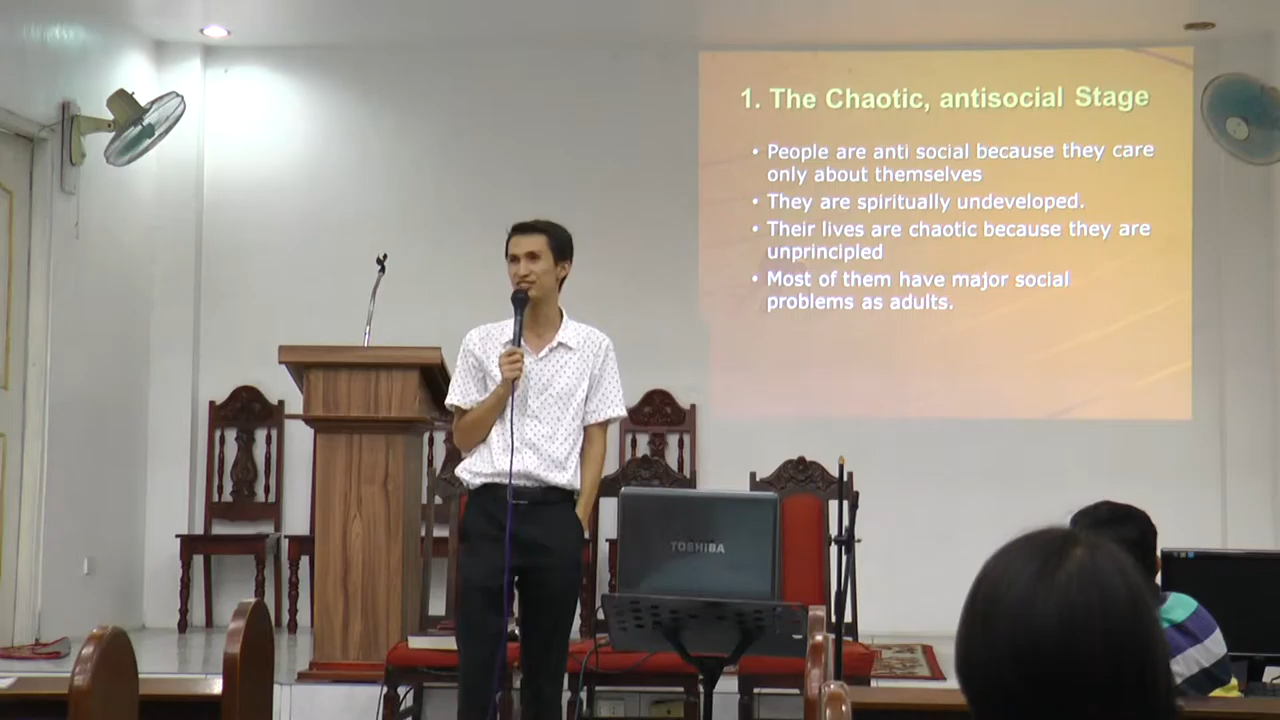 1. The Chaotic, antisocial Stage
• People are anti social because they care
only about themselves
• They are spiritually undeveloped.
• Their lives are chaotic because they are
unprincipled
• Most of them have major social
problems as adults.
TOSHIBA